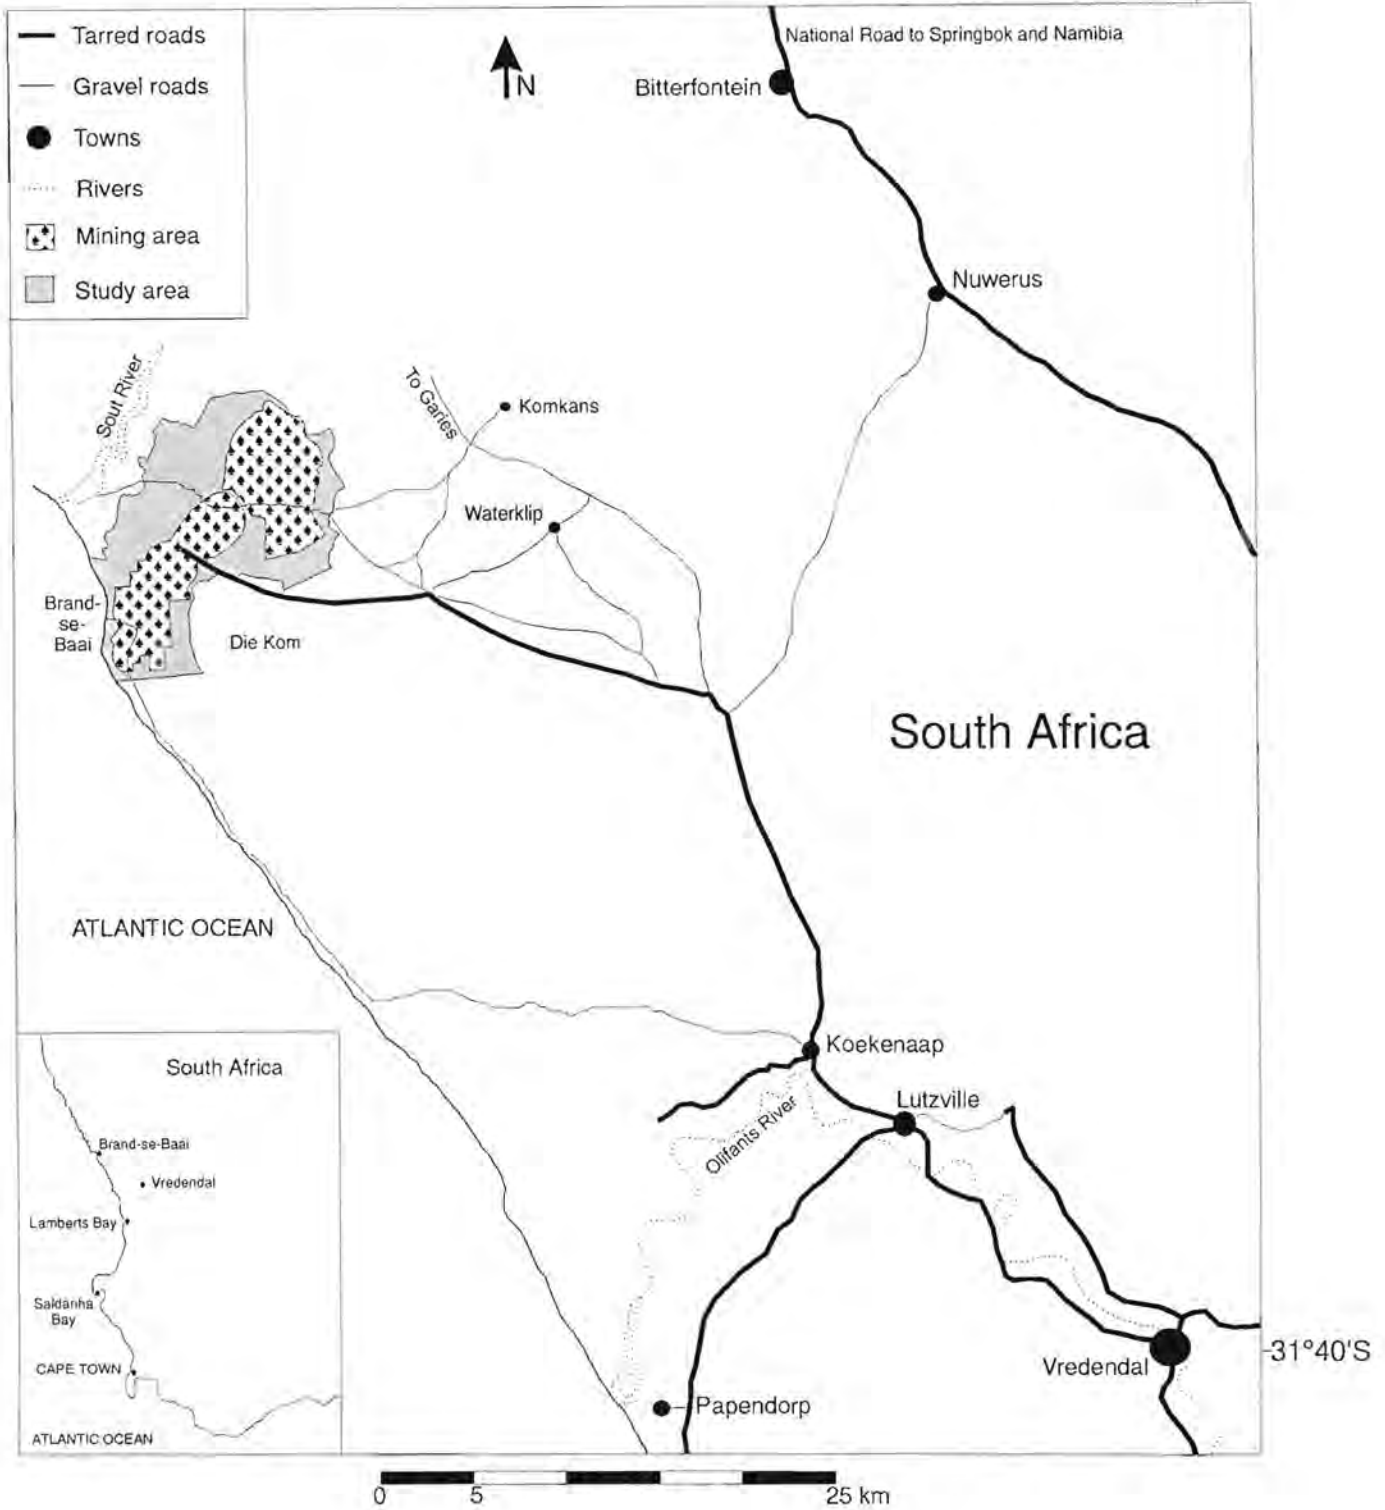 Tarred roads
Gravel roads
Towns
Rivers
Mining area
Study area
N
National Road to Springbok and Namibia
Bitterfontein
Nuwerus
Sout River
To Garies
Komkans
Waterklip
Brand-
se-
Baai
Die Kom
South Africa
ATLANTIC OCEAN
Koekenaap
Lutzville
Olifants River
Vredendal
31°40'S
Papendorp
South Africa
Brand-se-Baai
Vredendal
Lamberts Bay
Saldanha
Bay
CAPE TOWN
ATLANTIC OCEAN
0 5 25 km